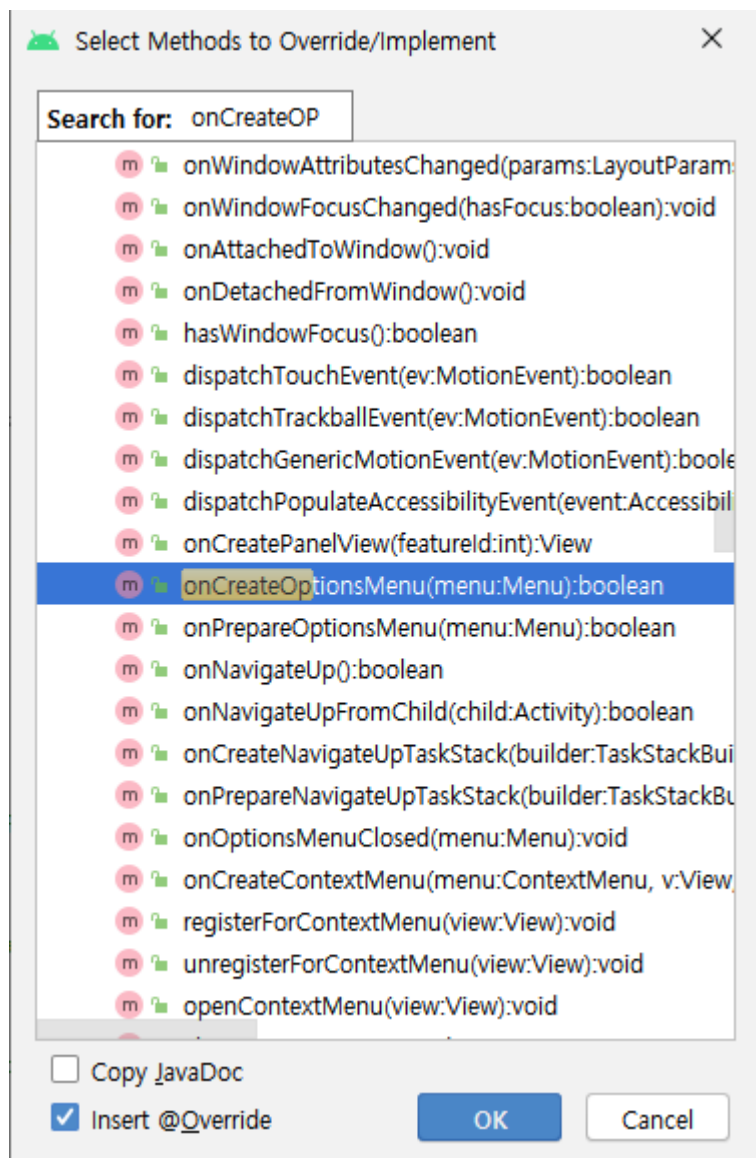 Select Methods to Override/Implement
Search for: onCreateOP
m onWindowAttributesChanged(params:LayoutParam
m onWindowFocusChanged(hasFocus:boolean):void
m onAttachedToWindow():void
m onDetachedFromWindow():void
m hasWindowFocus():boolean
m dispatchTouchEvent(ev:MotionEvent):boolean
m dispatchTrackballEvent(ev:MotionEvent):boolean
m dispatchGenericMotionEvent(ev:MotionEvent):boole
m dispatchPopulateAccessibilityEvent(event:Accessibil
m onCreatePanelView(featureId:int):View
m onCreateOptionsMenu(menu:Menu):boolean
m onPrepareOptionsMenu(menu:Menu):boolean
m onNavigateUp():boolean
m onNavigateUpFromChild(child:Activity):boolean
m onCreateNavigateUpTaskStack(builder:TaskStackBui
m onPrepareNavigateUpTaskStack(builder:TaskStackBu
m onOptionsMenuClosed(menu:Menu):void
m onCreateContextMenu(menu:ContextMenu, v:View,
m registerForContextMenu(view:View):void
m unregisterForContextMenu(view:View):void
m openContextMenu(view:View):void
Copy JavaDoc
Insert @Override
OK Cancel